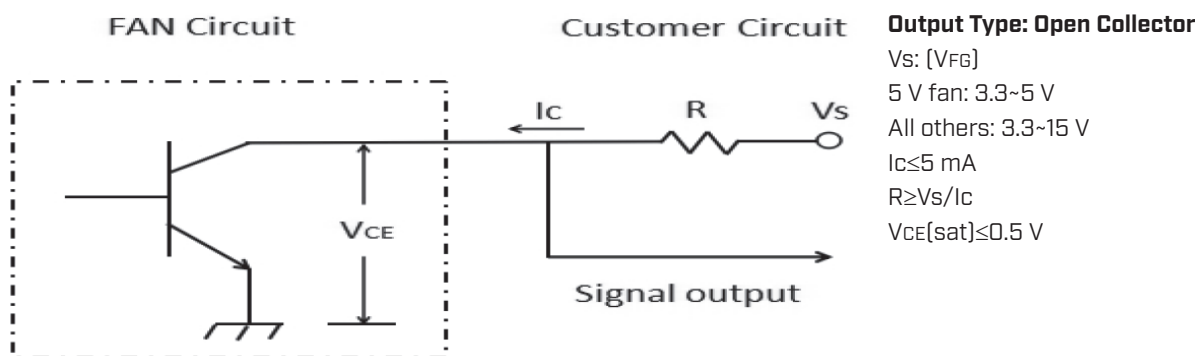 FAN Circuit
Customer Circuit
Ic
R
Vs
VCE
Signal output
Output Type: Open Collector
Vs: (VFG)
5 V fan: 3.3~5 V
All others: 3.3~15 V
Ic≤5 mA
R≥Vs/Ic
VCE(sat)≤0.5 V